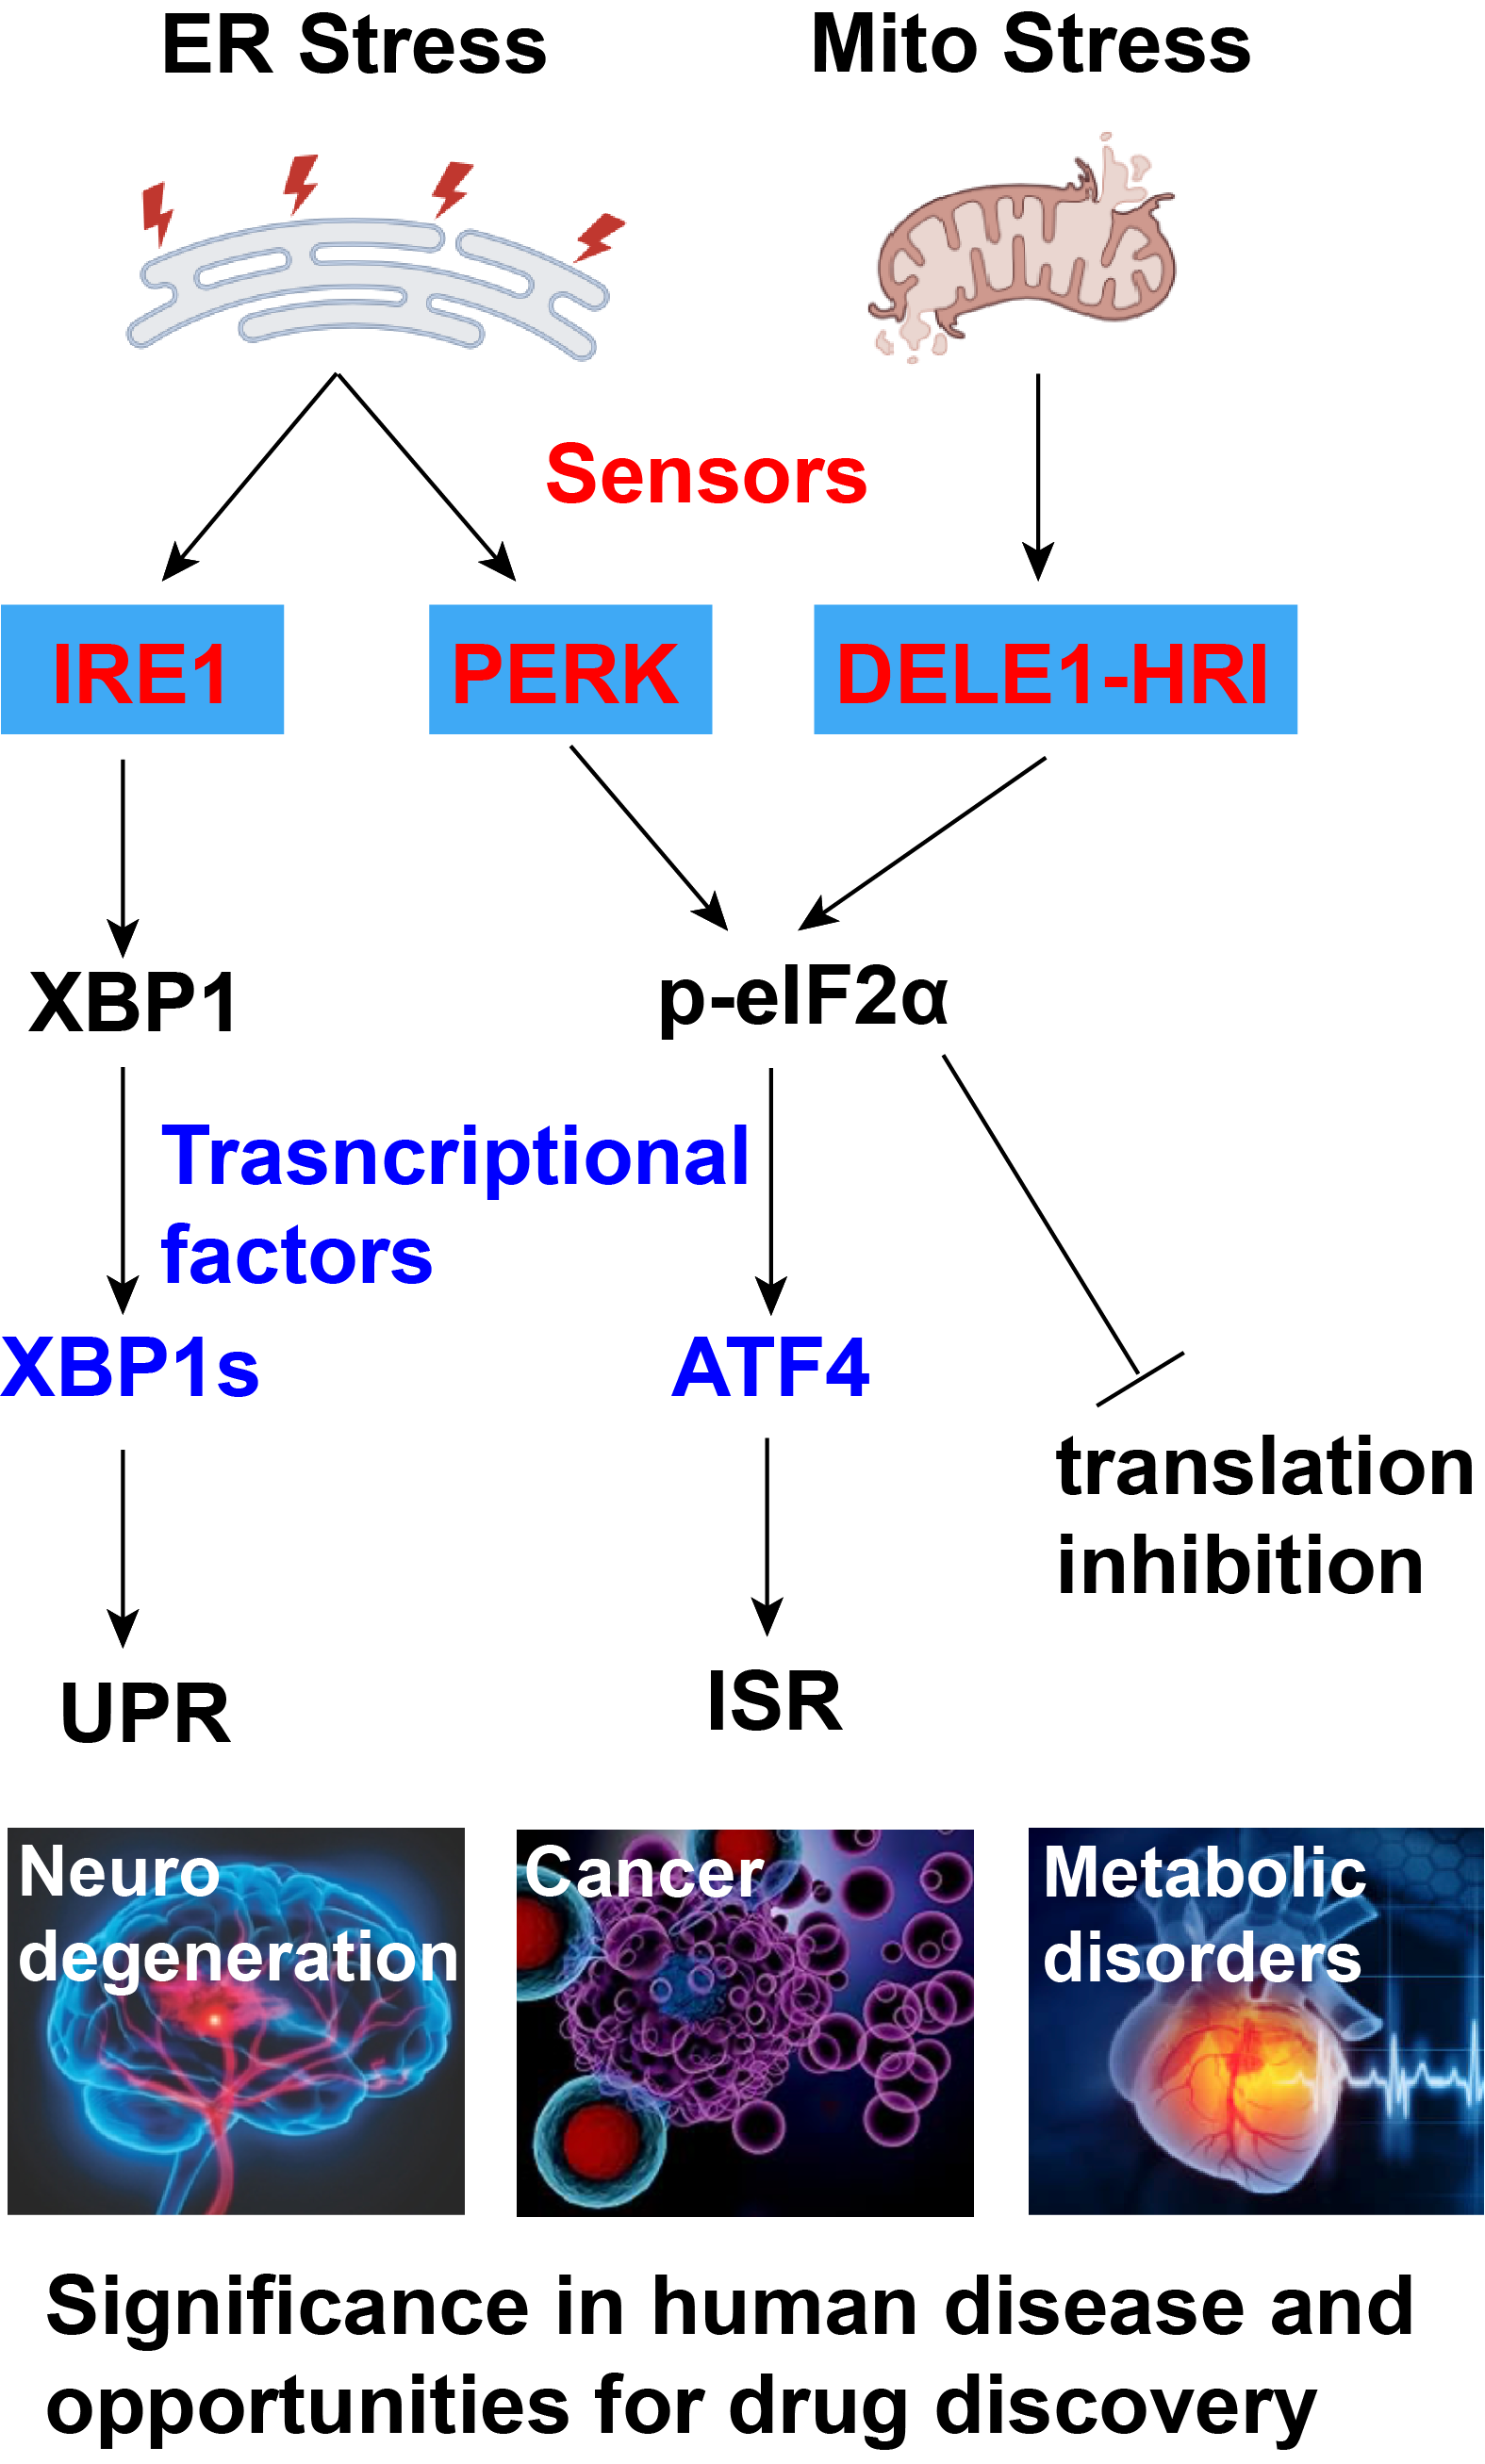 ER Stress
Mito Stress
Sensors
IRE1
PERK
DELE1-HRI
XBP1
p-eIF2α
Trasncriptional
factors
XBP1s
ATF4
translation
inhibition
UPR
ISR
Neuro
degeneration
Cancer
Metabolic
disorders
Significance in human disease and
opportunities for drug discovery